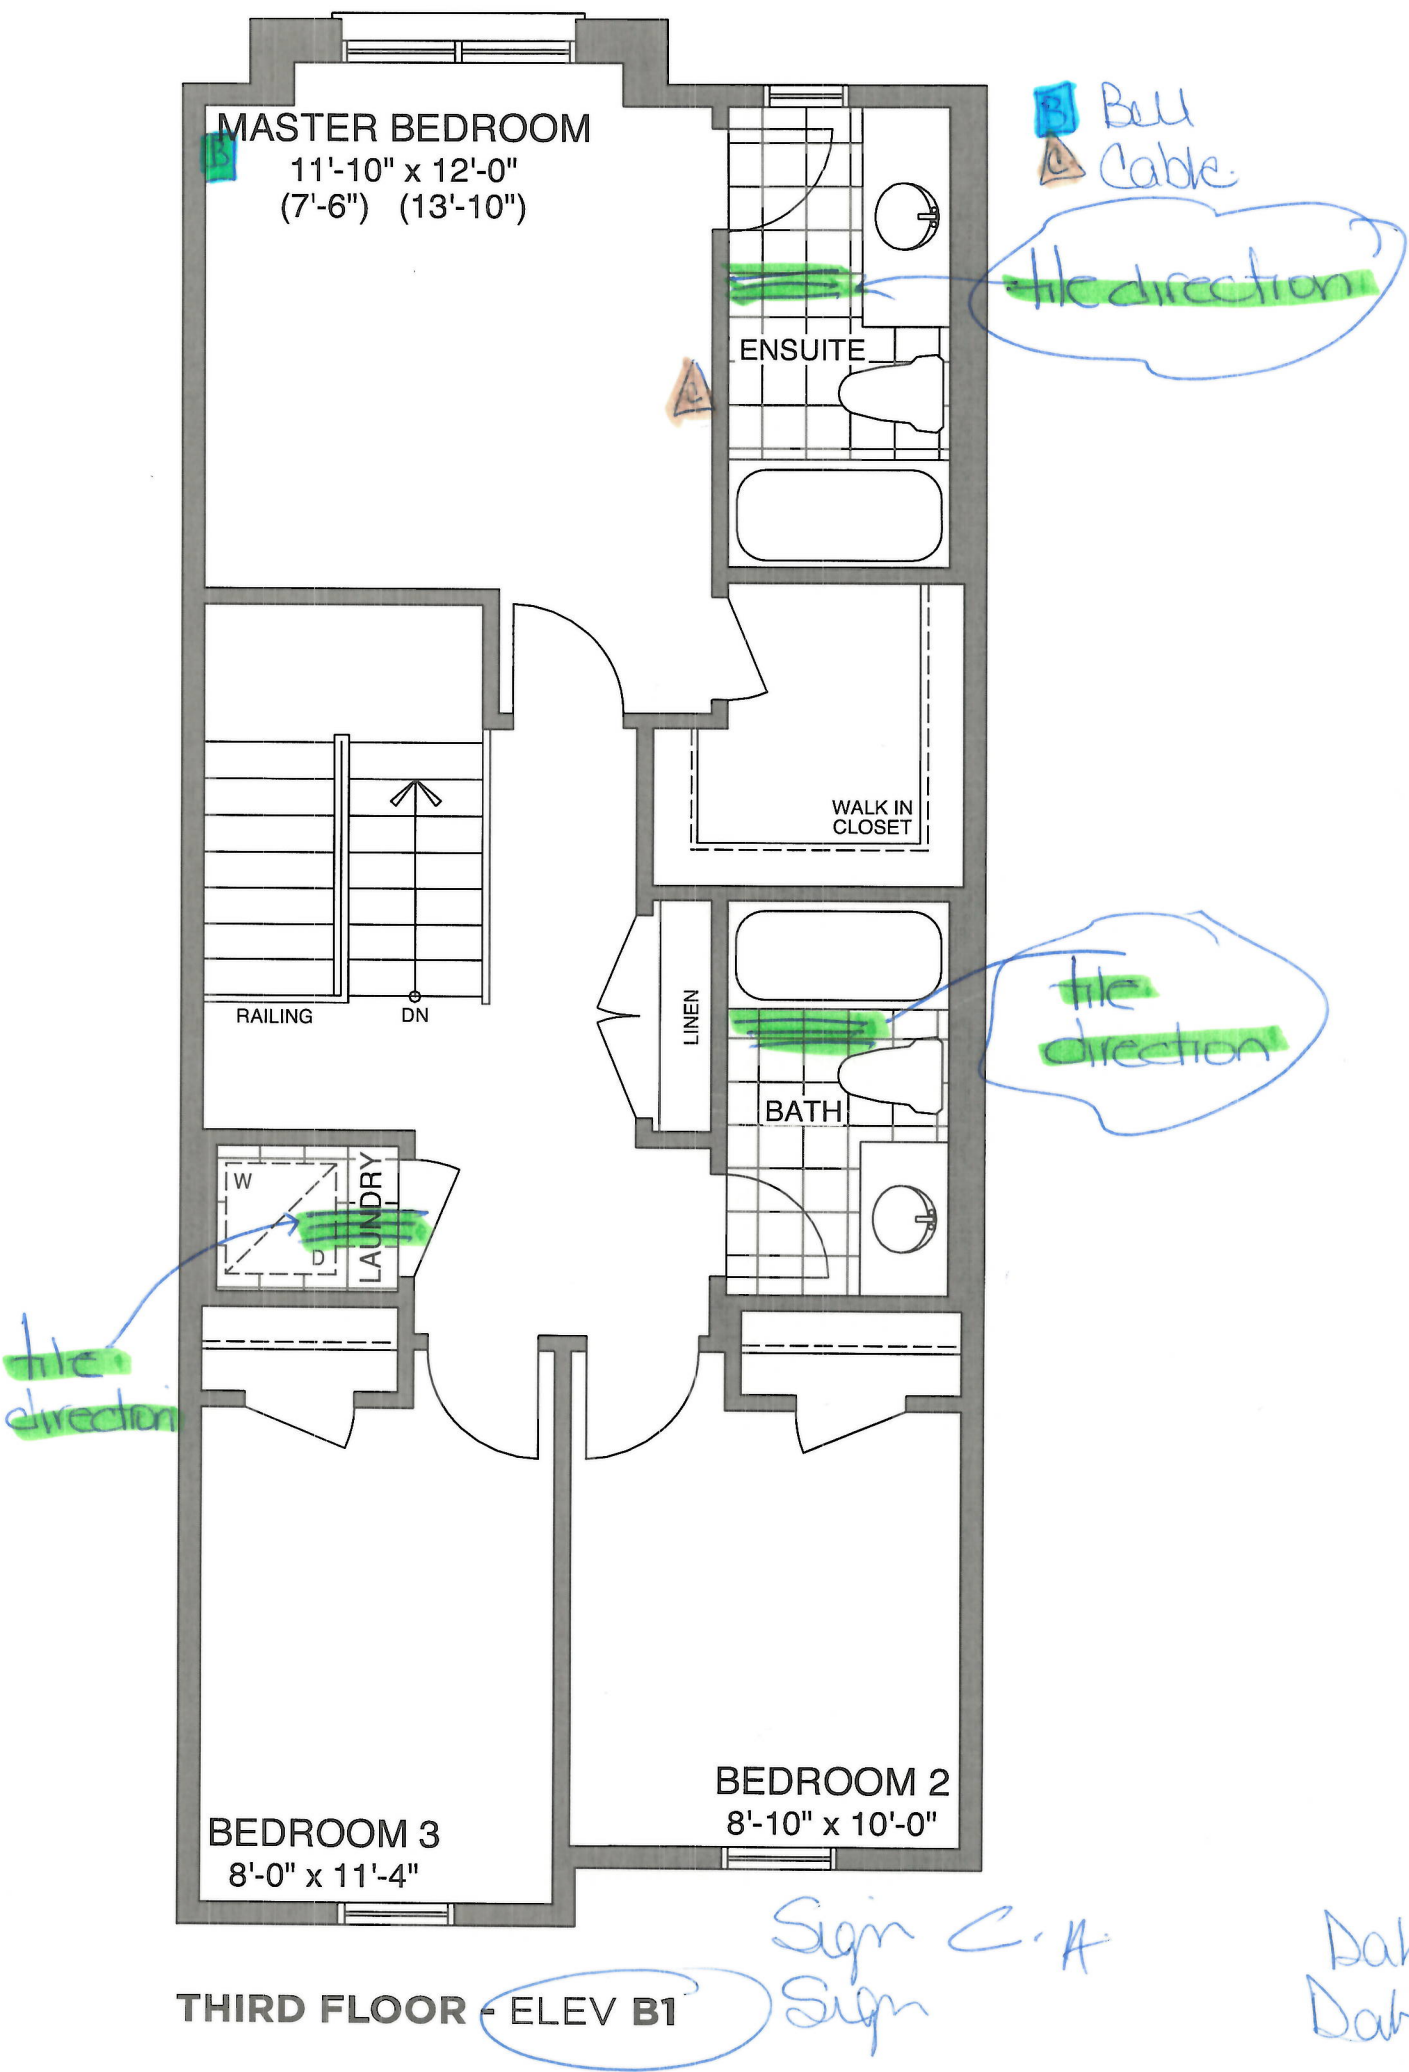 B Bell
C Cable
MASTER BEDROOM
11'-10" x 12'-0"
(7'-6") (13'-10")
B
tile direction
ENSUITE
C
WALK IN
CLOSET
RAILING
DN
LINEN
tile
direction
BATH
W
D
LAUNDRY
tile
direction
BEDROOM 2
8'-10" x 10'-0"
BEDROOM 3
8'-0" x 11'-4"
Sign C.A.
Sign
THIRD FLOOR - ELEV B1